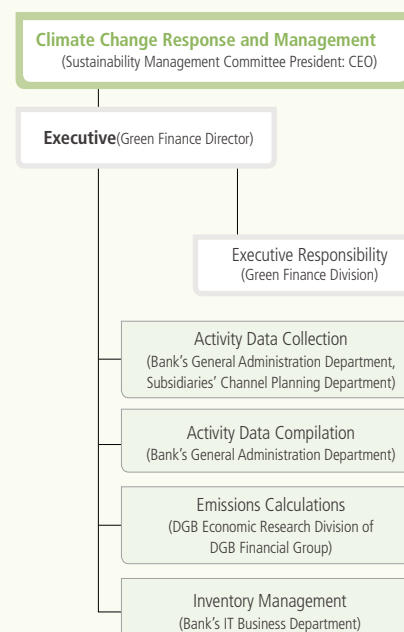 Climate Change Response and Management
(Sustainability Management Committee President: CEO)
Executive(Green Finance Director)
Executive Responsibility
(Green Finance Division)
Activity Data Collection
(Bank's General Administration Department,
Subsidiaries' Channel Planning Department)
Activity Data Compilation
(Bank's General Administration Department)
Emissions Calculations
(DGB Economic Research Division of
DGB Financial Group)
Inventory Management
(Bank's IT Business Department)